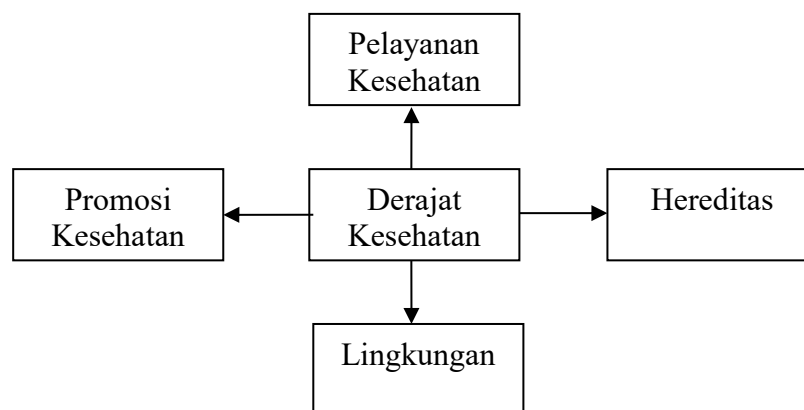 Pelayanan
Kesehatan
Promosi
Kesehatan
Derajat
Kesehatan
Hereditas
Lingkungan